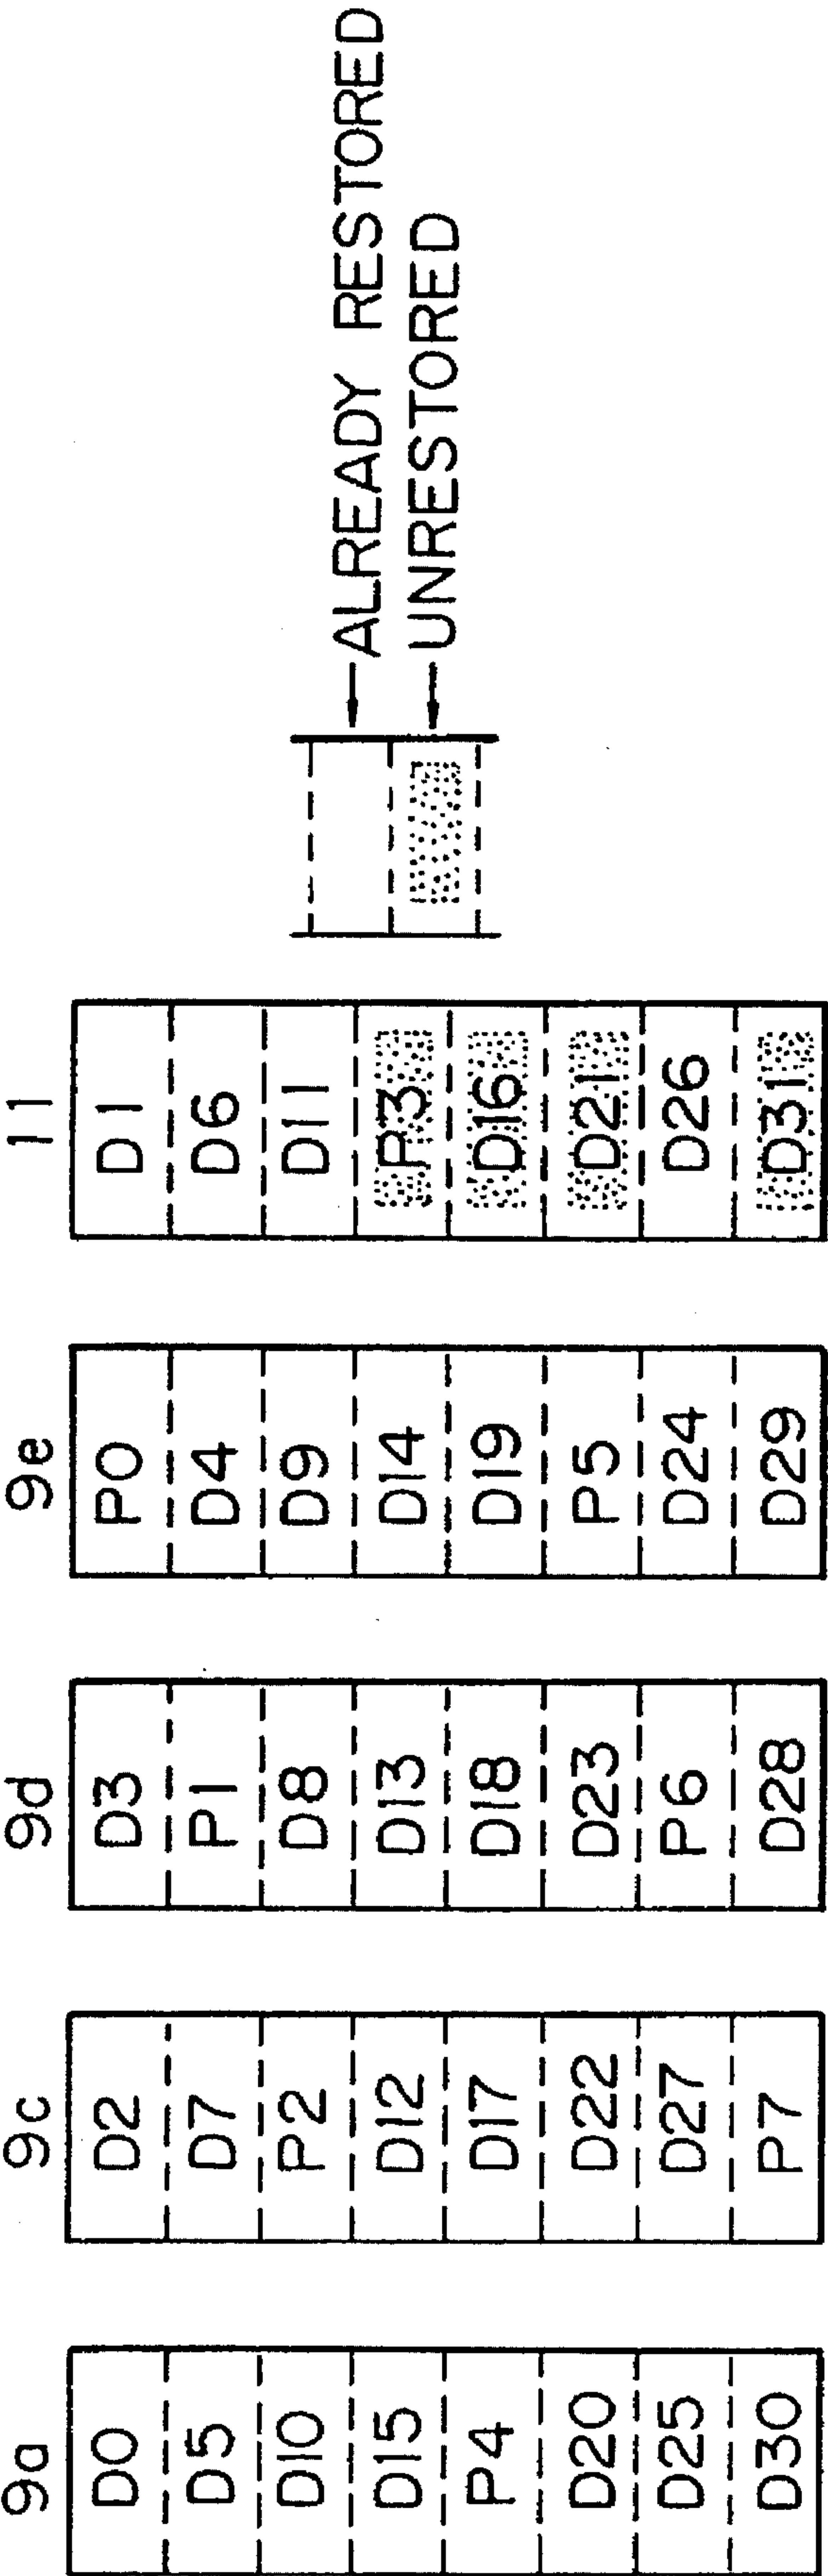 9a 9c 9d 9e 11
D0 D2 D3 P0 D1
D5 D7 P1 D4 D6
D10 P2 D8 D9 D11
D15 D12 D13 D14 P3
P4 D17 D18 D19 D16
D20 D22 D23 P5 D21
D25 D27 P6 D24 D26
D30 P7 D28 D29 D31
ALREADY RESTORED
UNRESTORED